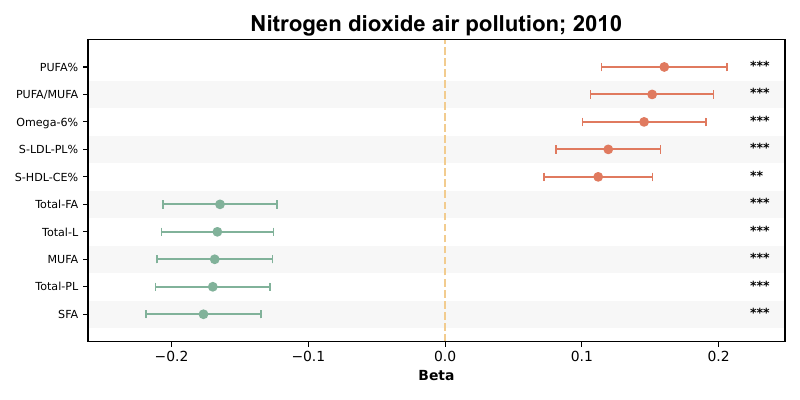 Nitrogen dioxide air pollution; 2010
PUFA% ***
PUFA/MUFA ***
Omega-6% ***
S-LDL-PL% ***
S-HDL-CE% **
Total-FA ***
Total-L ***
MUFA ***
Total-PL ***
SFA ***
−0.2 −0.1 0.0 0.1 0.2
Beta